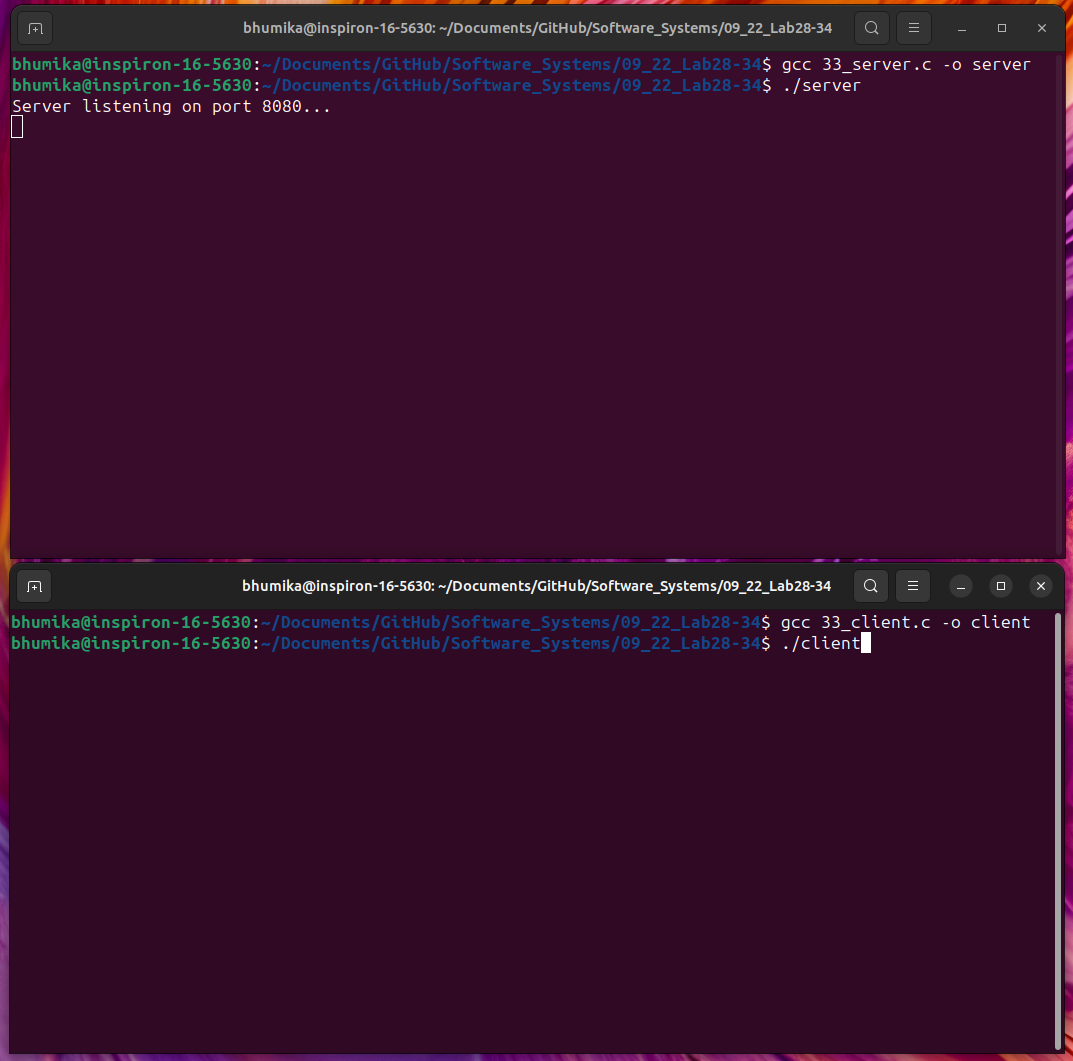 bhumika@inspiron-16-5630: ~/Documents/GitHub/Software_Systems/09_22_Lab28-34
bhumika@inspiron-16-5630:~/Documents/GitHub/Software_Systems/09_22_Lab28-34$ gcc 33_server.c -o server
bhumika@inspiron-16-5630:~/Documents/GitHub/Software_Systems/09_22_Lab28-34$ ./server
Server listening on port 8080...
bhumika@inspiron-16-5630: ~/Documents/GitHub/Software_Systems/09_22_Lab28-34
bhumika@inspiron-16-5630:~/Documents/GitHub/Software_Systems/09_22_Lab28-34$ gcc 33_client.c -o client
bhumika@inspiron-16-5630:~/Documents/GitHub/Software_Systems/09_22_Lab28-34$ ./client